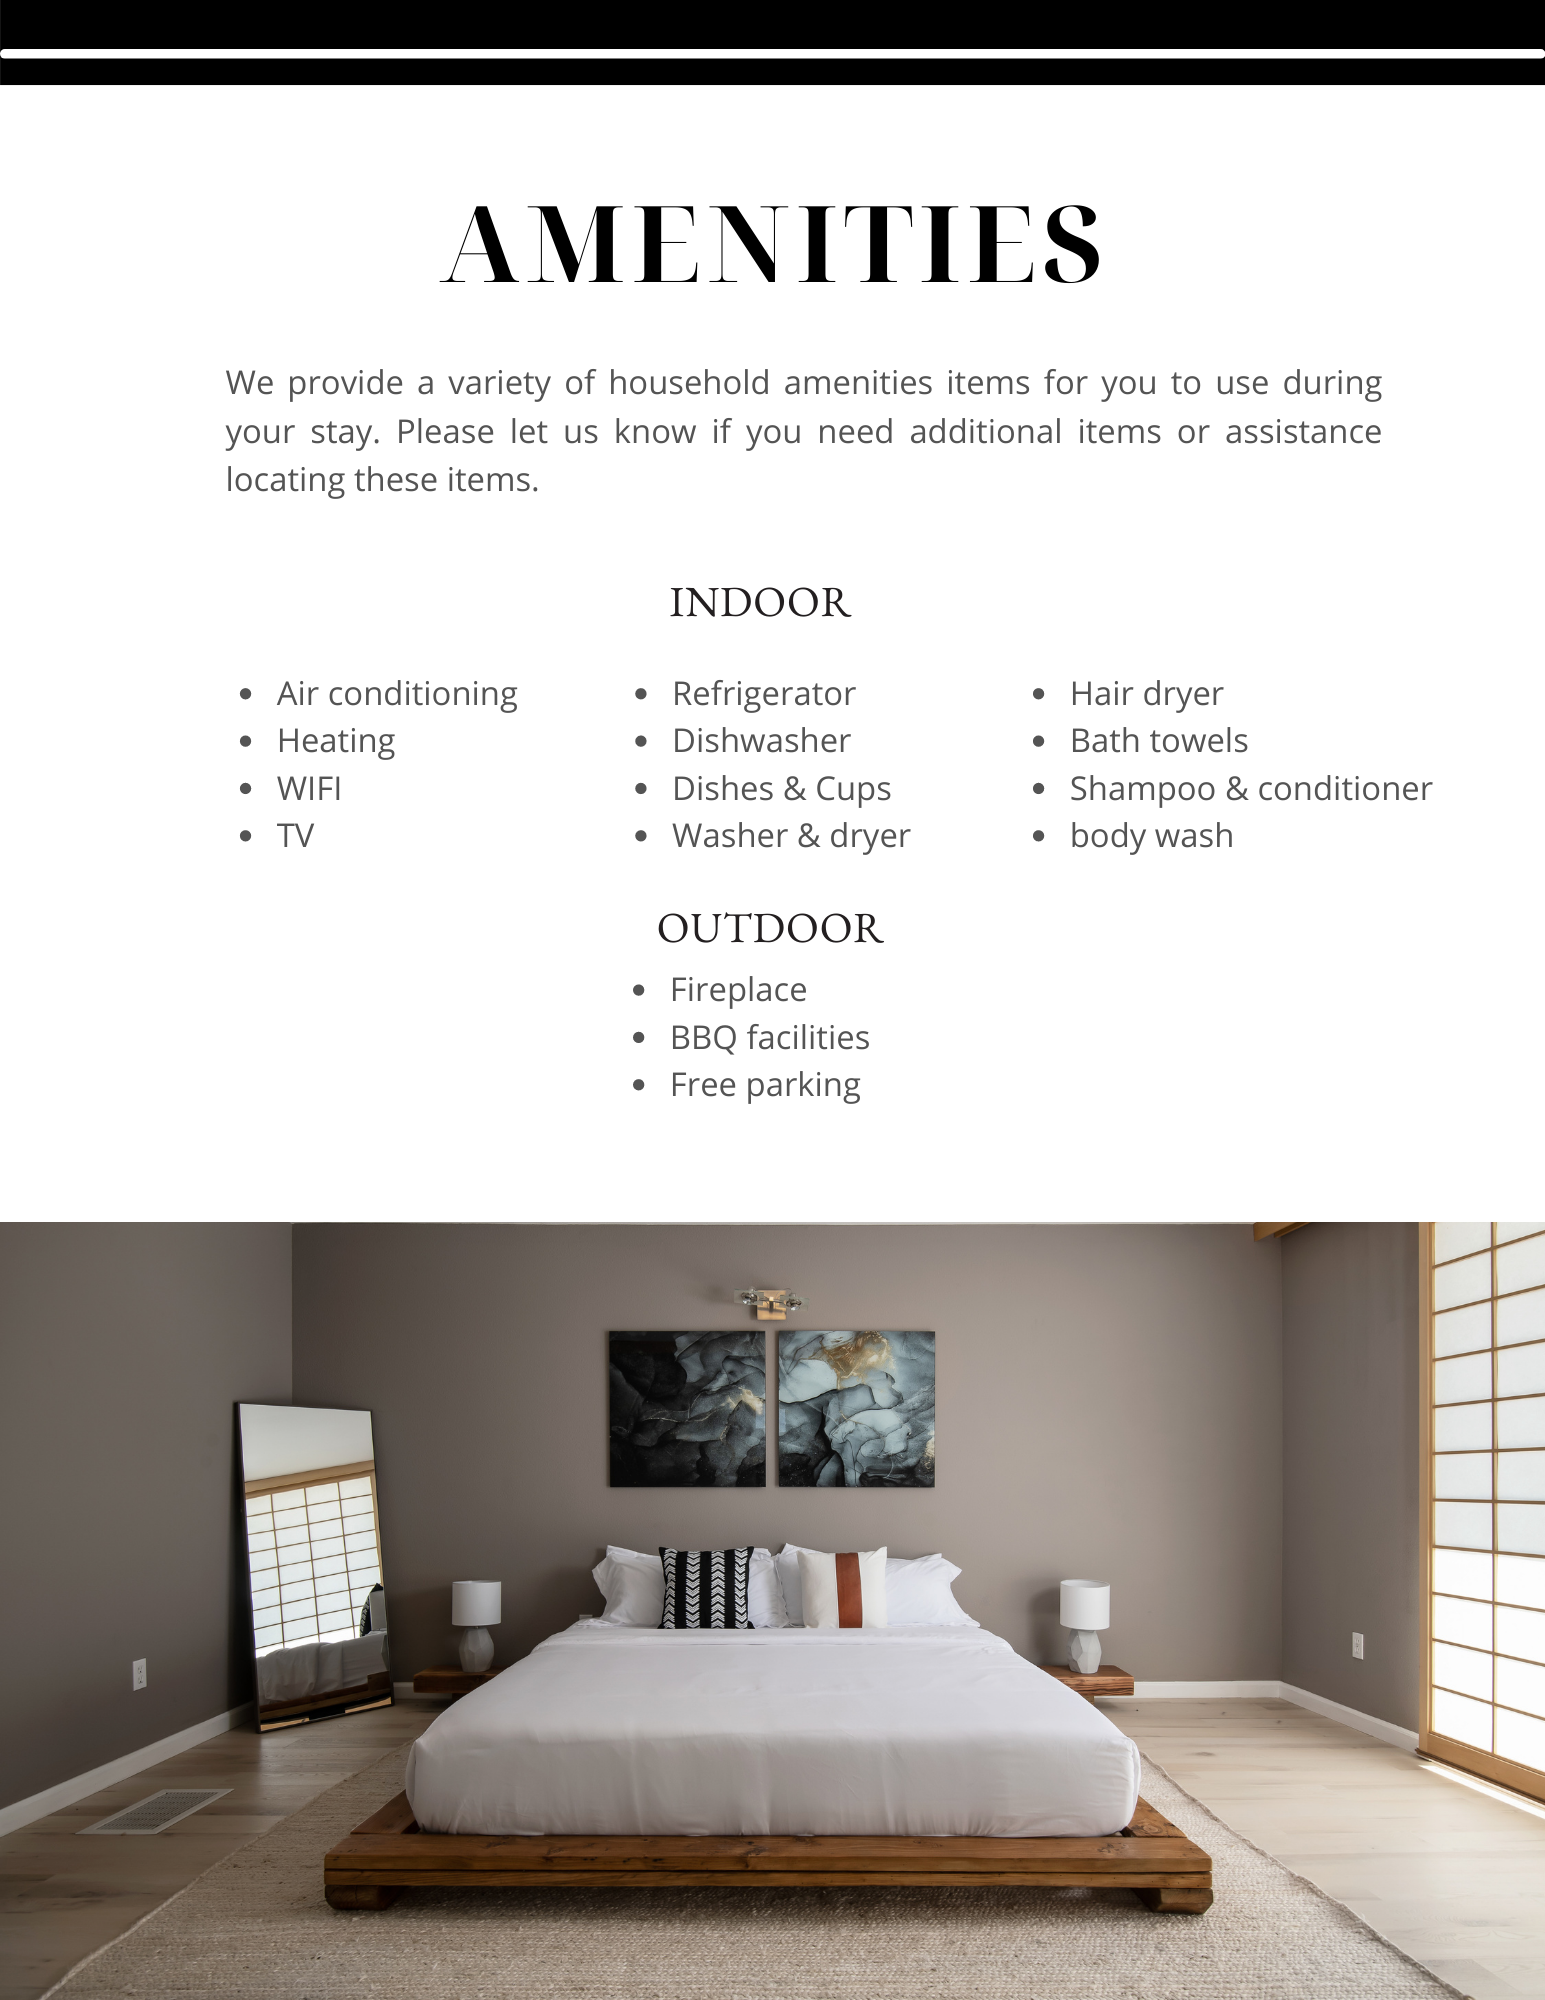 AMENITIES
We provide a variety of household amenities items for you to use during
your stay. Please let us know if you need additional items or assistance
locating these items.
INDOOR
• Air conditioning
• Heating
• WIFI
• TV
• Refrigerator
• Dishwasher
• Dishes & Cups
• Washer & dryer
• Hair dryer
• Bath towels
• Shampoo & conditioner
• body wash
OUTDOOR
• Fireplace
• BBQ facilities
• Free parking